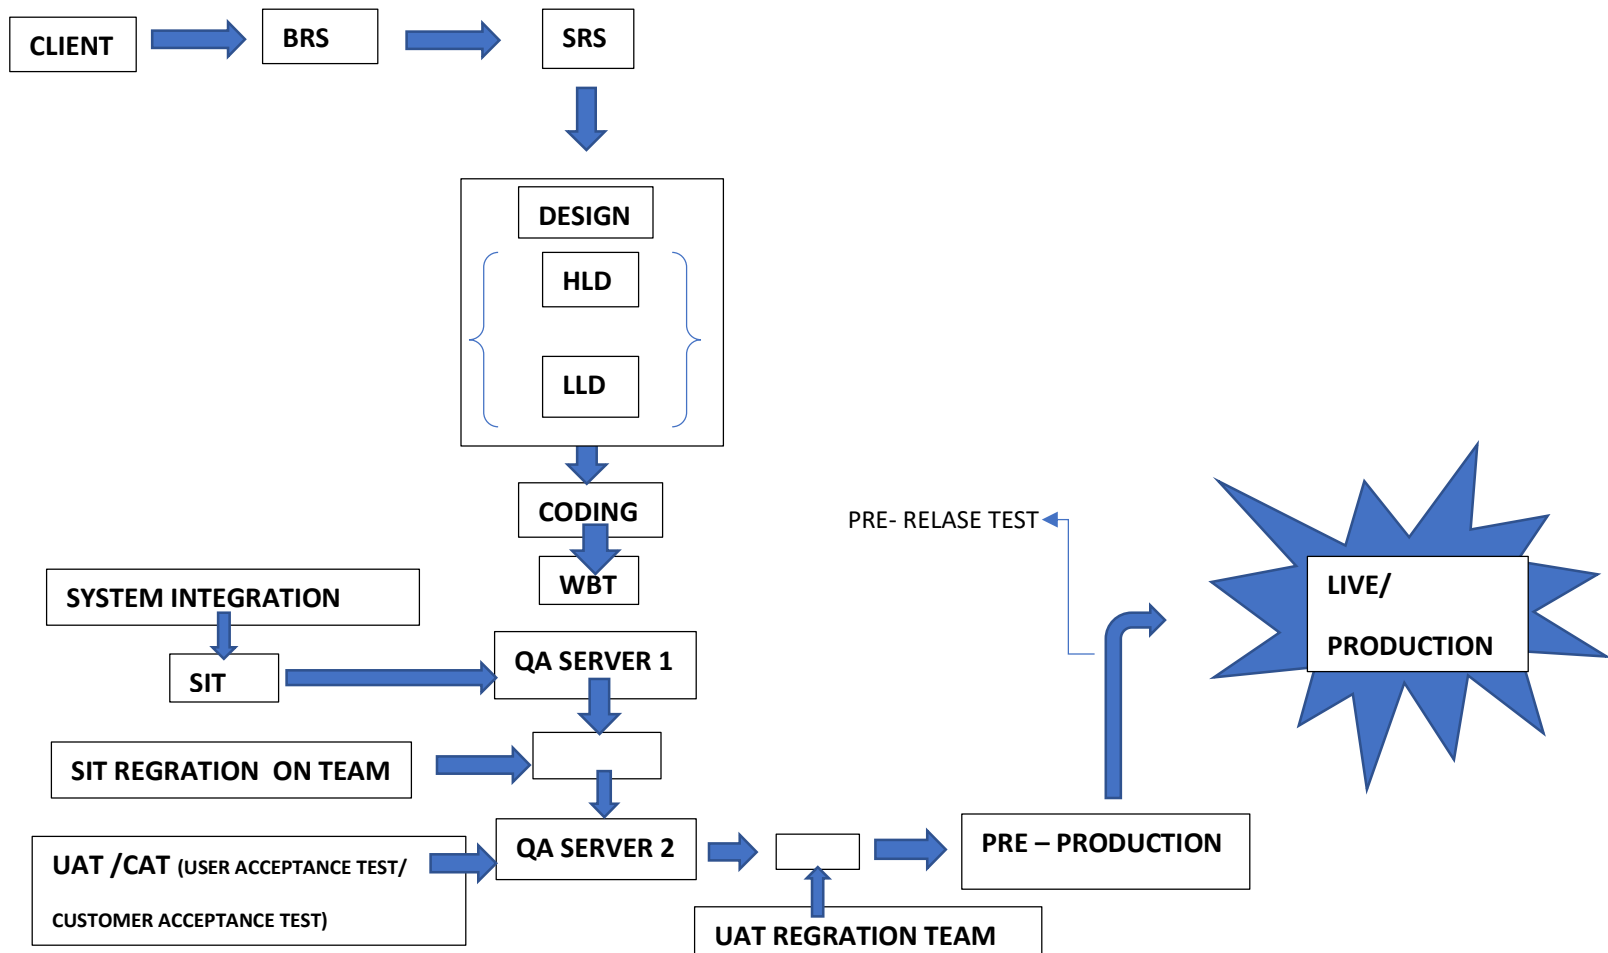 CLIENT
BRS
SRS
DESIGN
HLD
LLD
CODING
WBT
PRE- RELASE TEST
LIVE/
PRODUCTION
SYSTEM INTEGRATION
SIT
QA SERVER 1
SIT REGRATION  ON TEAM
UAT /CAT (USER ACCEPTANCE TEST/
CUSTOMER ACCEPTANCE TEST)
QA SERVER 2
PRE – PRODUCTION
UAT REGRATION TEAM